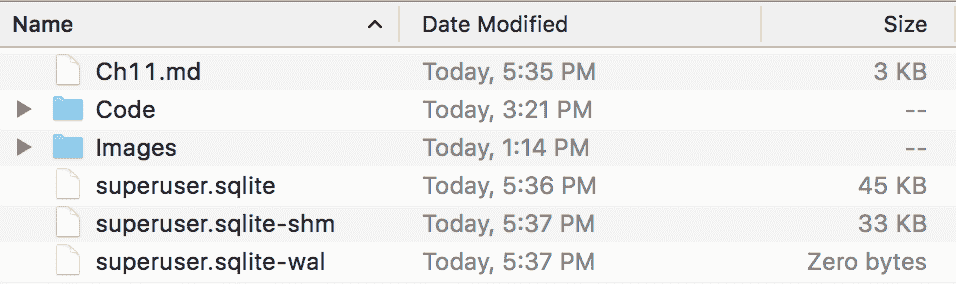 Name Date Modified Size
Ch11.md Today, 5:35 PM 3 KB
Code Today, 3:21 PM --
Images Today, 1:14 PM --
superuser.sqlite Today, 5:36 PM 45 KB
superuser.sqlite-shm Today, 5:37 PM 33 KB
superuser.sqlite-wal Today, 5:37 PM Zero bytes